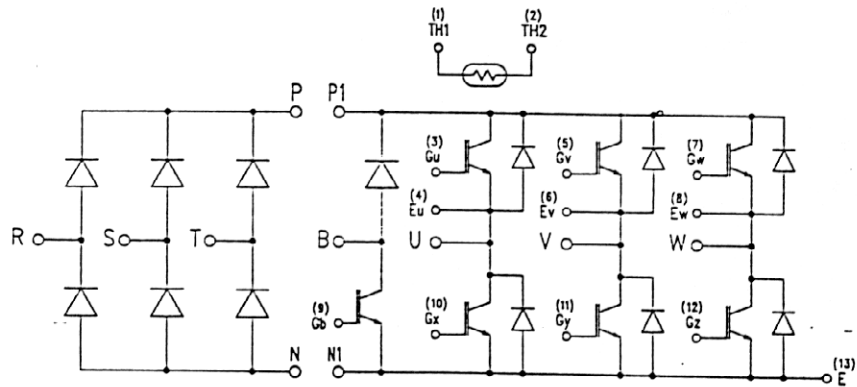 (1) (2)
TH1 TH2
P P1
(3) (5) (7)
Gu Gv Gw
(4) (6) (8)
Eu Ev Ew
R S T B U V W
(9) (10) (11) (12)
Gb Gx Gy Gz
N N1 (13)
E